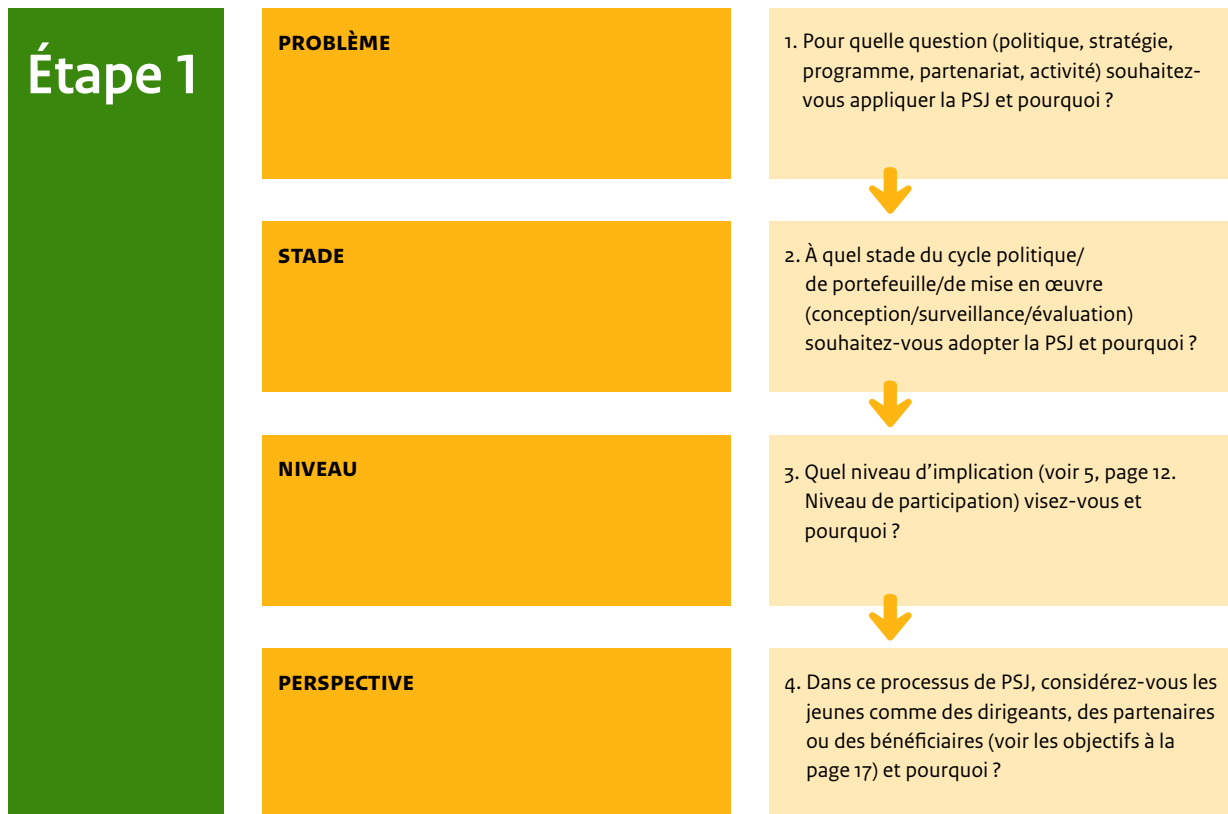 Étape 1
PROBLÈME
1. Pour quelle question (politique, stratégie,
programme, partenariat, activité) souhaitez-
vous appliquer la PSJ et pourquoi ?
STADE
2. À quel stade du cycle politique/
de portefeuille/de mise en œuvre
(conception/surveillance/évaluation)
souhaitez-vous adopter la PSJ et pourquoi ?
NIVEAU
3. Quel niveau d’implication (voir 5, page 12.
Niveau de participation) visez-vous et
pourquoi ?
PERSPECTIVE
4. Dans ce processus de PSJ, considérez-vous les
jeunes comme des dirigeants, des partenaires
ou des bénéficiaires (voir les objectifs à la
page 17) et pourquoi ?